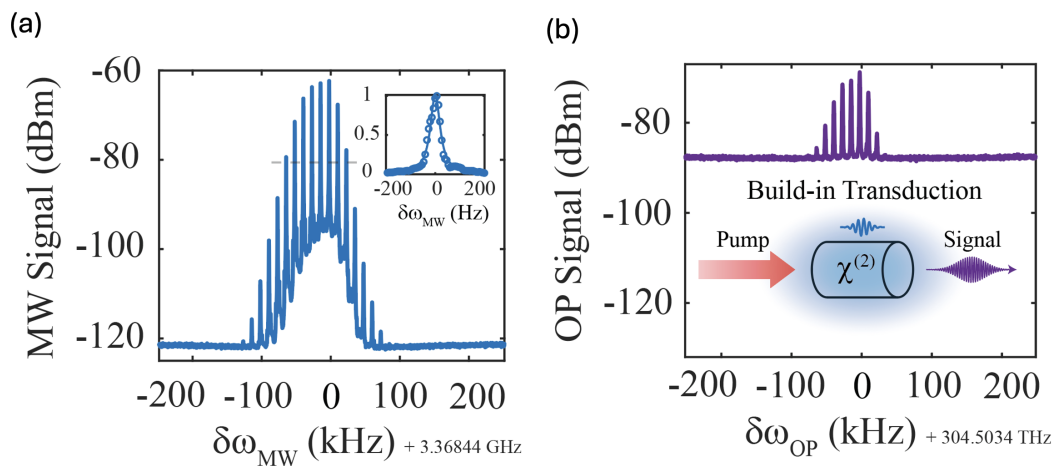 (a)
MW Signal (dBm)
-60
-80
-100
-120
-200 -100 0 100 200
δω_MW (kHz) + 3.36844 GHz
1
0.5
0
-200 0 200
δω_MW (Hz)
(b)
OP Signal (dBm)
-80
-100
-120
Build-in Transduction
Pump
χ^(2)
Signal
-200 -100 0 100 200
δω_OP (kHz) + 304.5034 THz